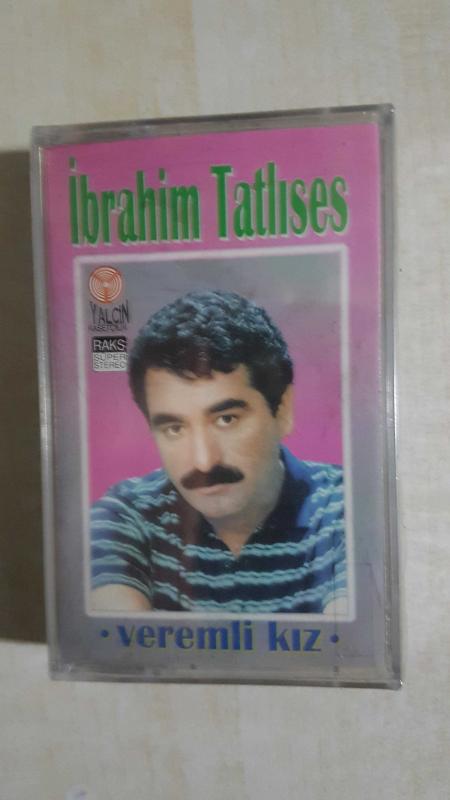 İbrahim Tatlıses
YALÇIN
KASETÇİLİK
RAKS
SÜPER
STEREO
• veremli kız •